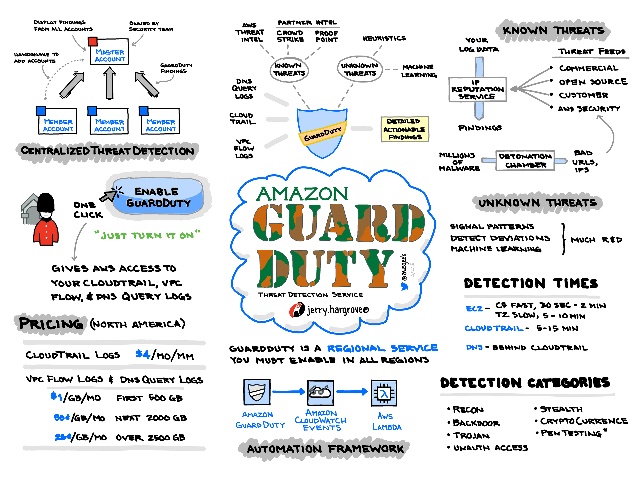 DISPLAY FINDINGS
FROM ALL ACCOUNTS
OWNED BY
SECURITY TEAM
MASTER
ACCOUNT
TO
ADD ACCOUNTS
GUARDDUTY
FINDINGS
MEMBER
ACCOUNT
MEMBER
ACCOUNT
MEMBER
ACCOUNT
CENTRALIZED THREAT DETECTION
ONE
CLICK
ENABLE
GUARDDUTY
"JUST TURN IT ON"
GIVES AWS ACCESS TO
YOUR CLOUDTRAIL, VPC
FLOW, & DNS QUERY LOGS
PRICING (NORTH AMERICA)
CLOUDTRAIL LOGS $4/MO/MM
VPC FLOW LOGS & DNS QUERY LOGS
$1/GB/MO FIRST 500 GB
50¢/GB/MO NEXT 2000 GB
25¢/GB/MO OVER 2500 GB
AWS
THREAT
INTEL
PARTNER INTEL
CROWD
STRIKE
PROOF
POINT
HEURISTICS
KNOWN
THREATS
UNKNOWN
THREATS
MACHINE
LEARNING
DNS
QUERY
LOGS
CLOUD
TRAIL
VPC
FLOW
LOGS
GUARDDUTY
DETAILED
ACTIONABLE
FINDINGS
AMAZON
GUARD
DUTY
THREAT DETECTION SERVICE
jerry.hargrove
GUARDDUTY IS A REGIONAL SERVICE
YOU MUST ENABLE IN ALL REGIONS
AMAZON
GUARDDUTY
AMAZON
CLOUDWATCH
EVENTS
AWS
LAMBDA
AUTOMATION FRAMEWORK
KNOWN THREATS
YOUR
LOG DATA
THREAT FEEDS
IP
REPUTATION
SERVICE
COMMERCIAL
OPEN SOURCE
CUSTOMER
AWS SECURITY
FINDINGS
MILLIONS
OF
MALWARE
DETONATION
CHAMBER
BAD
URLS,
IPS
UNKNOWN THREATS
SIGNAL PATTERNS
DETECT DEVIATIONS
MACHINE LEARNING
MUCH R&D
DETECTION TIMES
EC2 - C5 FAST, 30 SEC - 2 MIN
T2 SLOW, 5 - 10 MIN
CLOUDTRAIL - 5-15 MIN
DNS - BEHIND CLOUDTRAIL
DETECTION CATEGORIES
• RECON
• BACKDOOR
• TROJAN
• UNAUTH ACCESS
• STEALTH
• CRYPTOCURRENCE
• PEN TESTING*